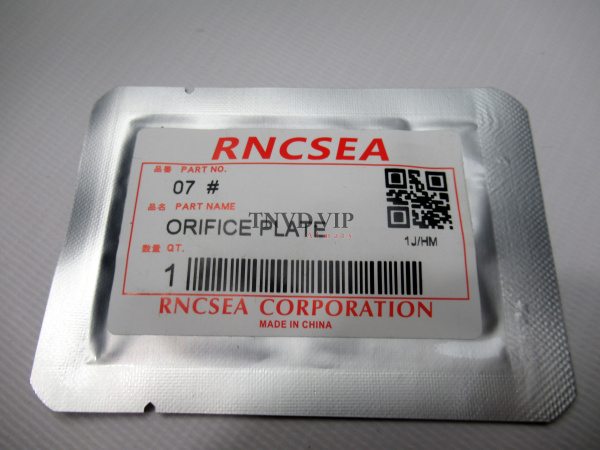 RNCSEA
品番 PART NO.
07 #
品名 PART NAME
ORIFICE PLATE
TNVD.VIP
1J/HM
数量 QT.
1
RNCSEA CORPORATION
MADE IN CHINA